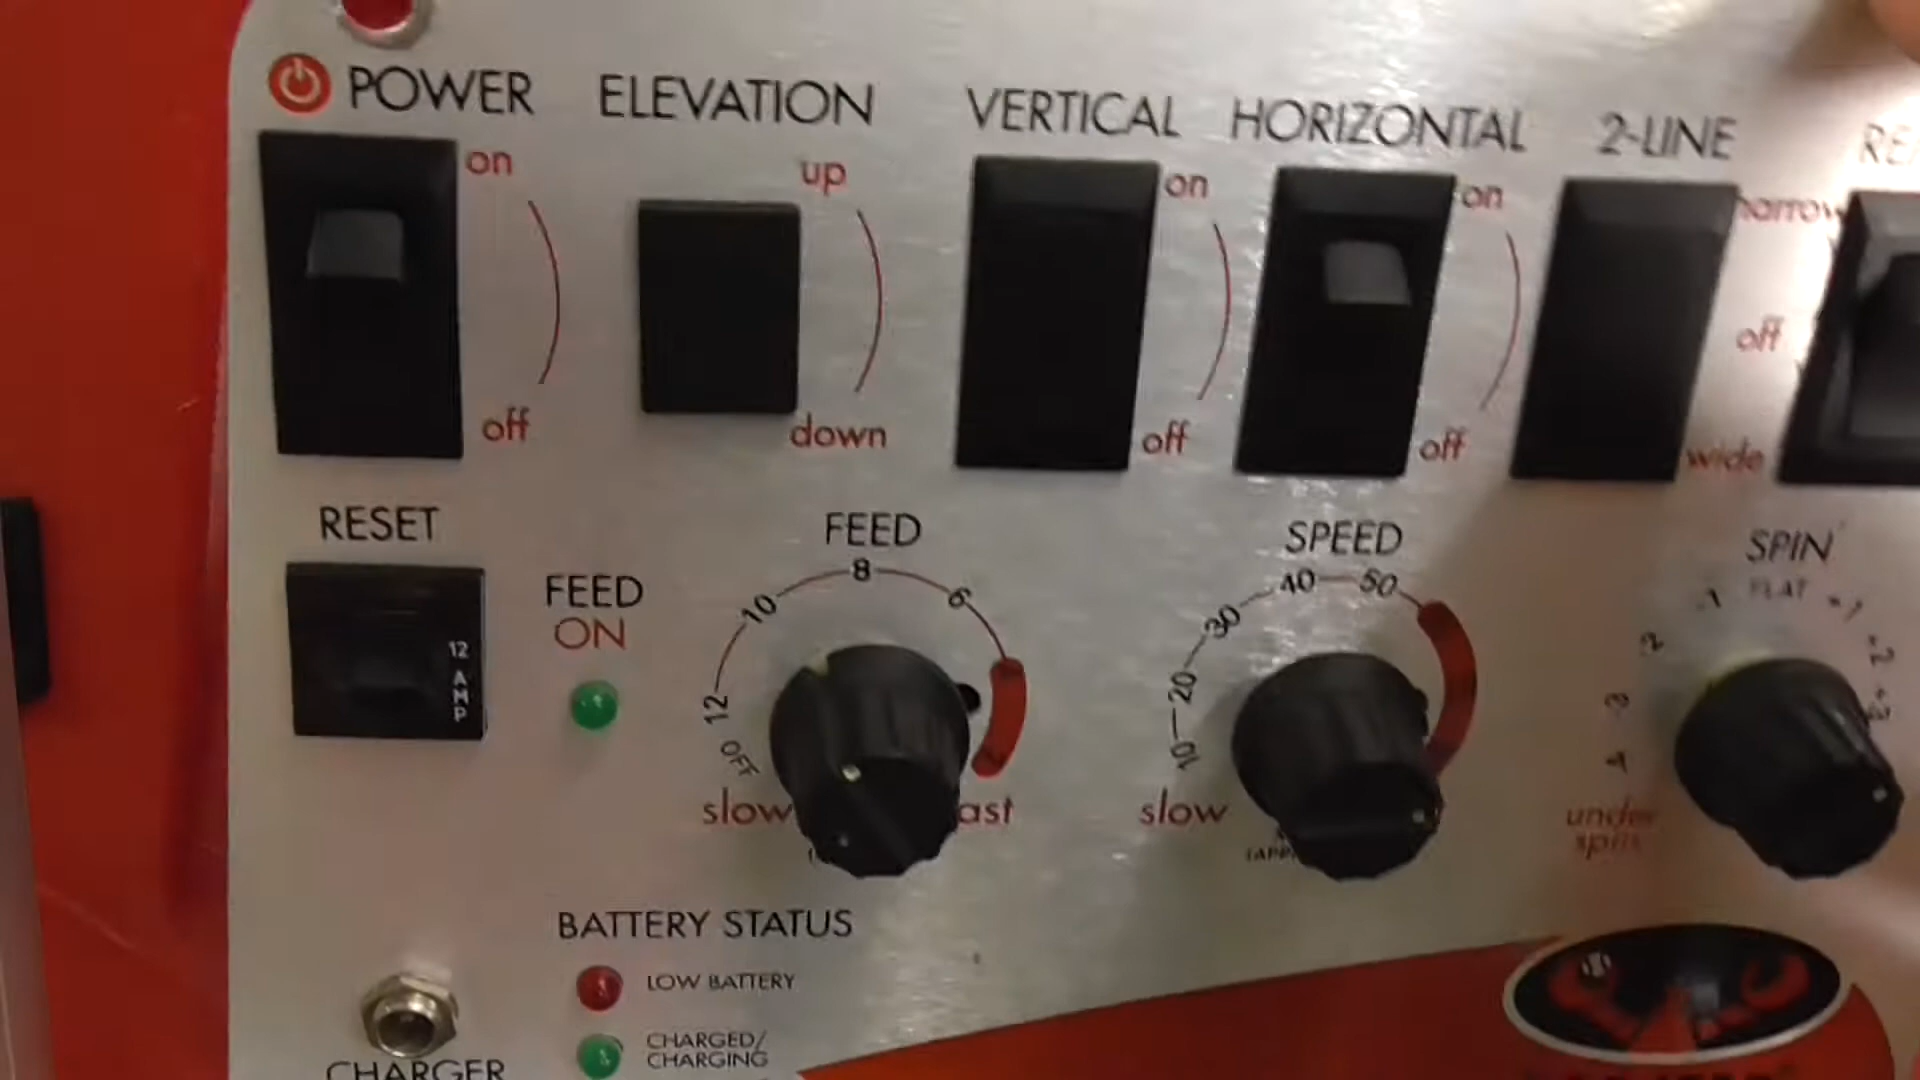 POWER
ELEVATION
VERTICAL
HORIZONTAL
2-LINE
on
up
on
on
narrow
off
off
down
off
off
wide
RESET
FEED
SPEED
SPIN
FEED
ON
12
AMP
OFF
12
10
8
6
10
20
30
40
50
4
3
2
1
FLAT
+1
+2
+3
slow
slow
under
spin
BATTERY STATUS
LOW BATTERY
CHARGED/
CHARGING
CHARGER